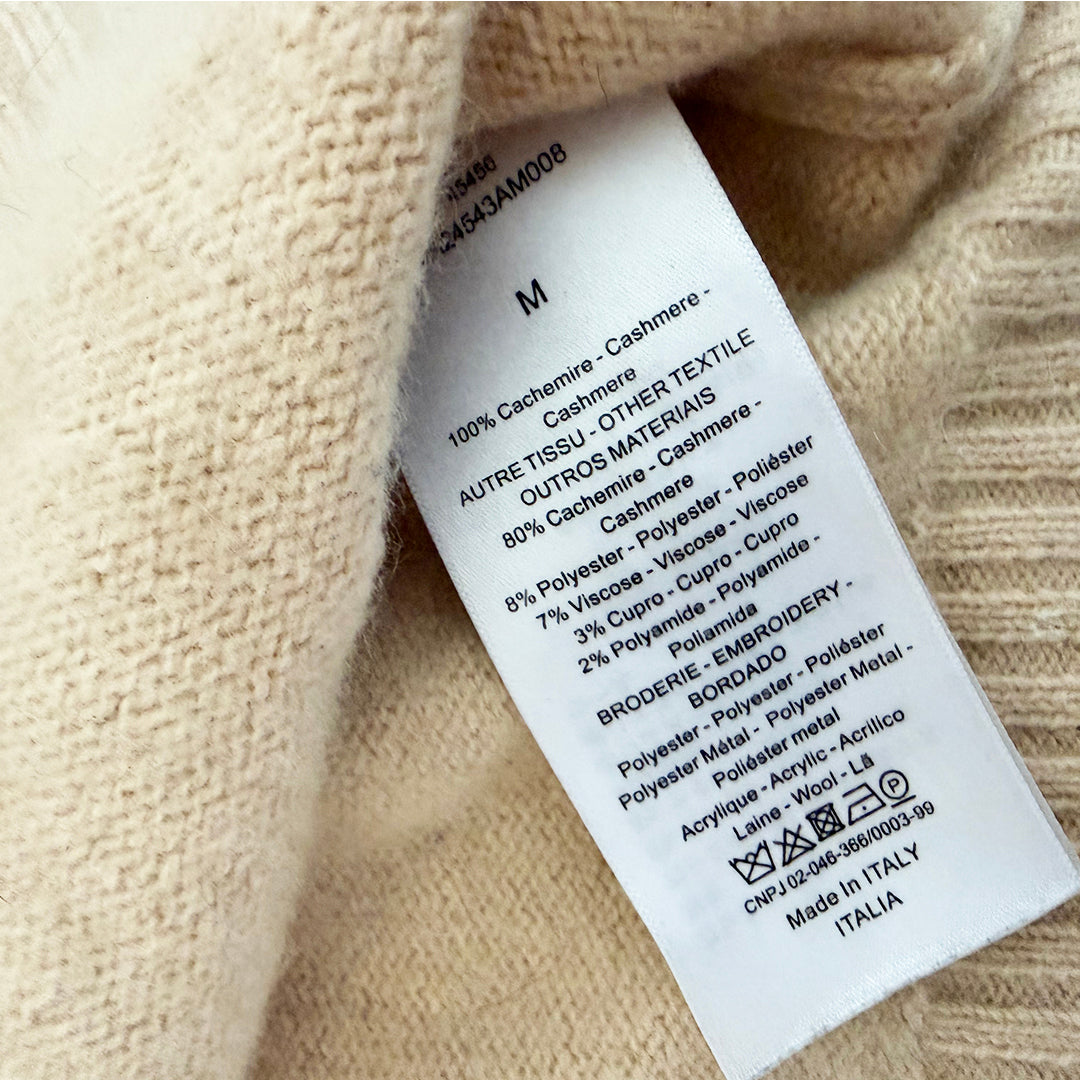 15456
24543AM008
M
100% Cachemire - Cashmere -
Cashmere
AUTRE TISSU - OTHER TEXTILE
OUTROS MATERIAIS
80% Cachemire - Cashmere -
Cashmere
8% Polyester - Polyester - Poliéster
7% Viscose - Viscose - Viscose
3% Cupro - Cupro - Cupro
2% Polyamide - Polyamide -
Poliamida
BRODERIE - EMBROIDERY -
BORDADO
Polyester - Polyester - Poliéster
Polyester Métal - Polyester Metal -
Poliéster metal
Acrylique - Acrylic - Acrílico
Laine - Wool - Lã
P
CNPJ 02-046-366/0003-99
Made In ITALY
ITALIA